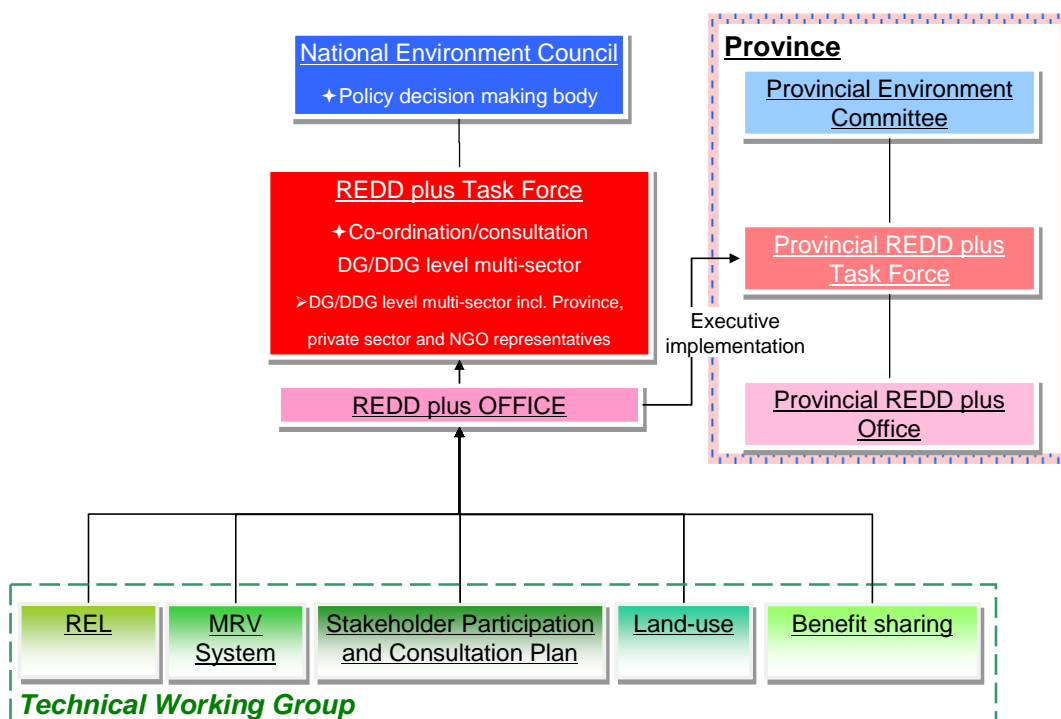 National Environment Council
✦Policy decision making body
REDD plus Task Force
✦Co-ordination/consultation
DG/DDG level multi-sector
➢DG/DDG level multi-sector incl. Province,
private sector and NGO representatives
REDD plus OFFICE
Executive
implementation
Province
Provincial Environment
Committee
Provincial REDD plus
Task Force
Provincial REDD plus
Office
REL
MRV
System
Stakeholder Participation
and Consultation Plan
Land-use
Benefit sharing
Technical Working Group